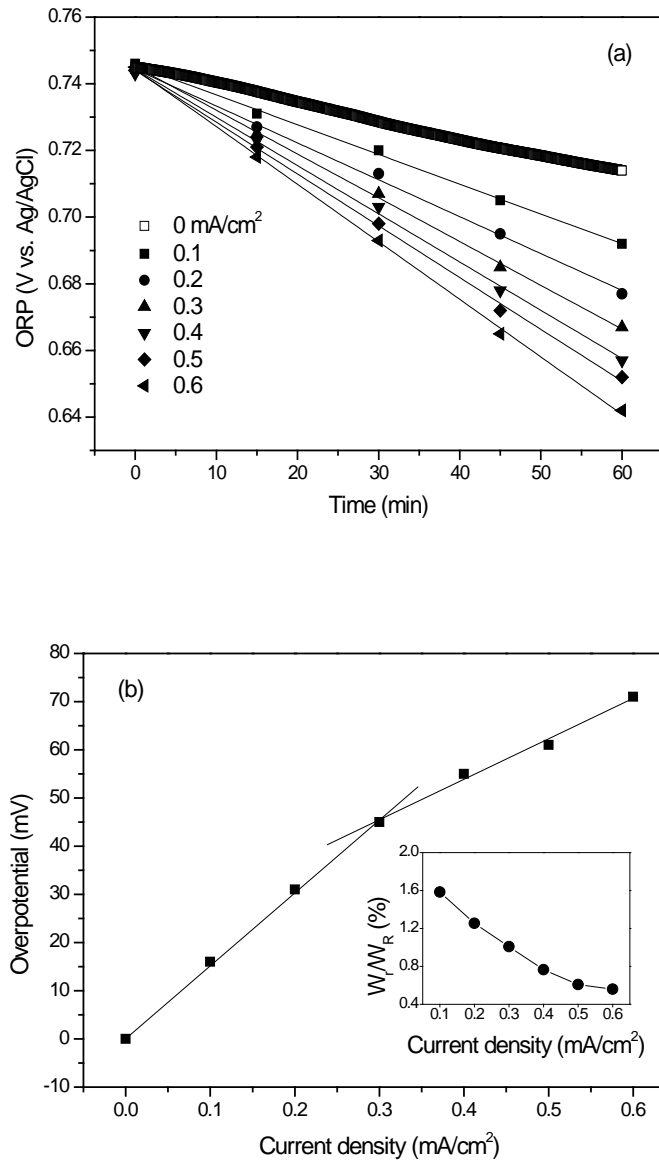 0.76
0.74
0.72
0.70
0.68
0.66
0.64
ORP (V vs. Ag/AgCl)
(a)
0 mA/cm²
0.1
0.2
0.3
0.4
0.5
0.6
0 10 20 30 40 50 60
Time (min)
80
70
60
50
40
30
20
10
0
-10
Overpotential (mV)
(b)
2.0
1.6
1.2
0.8
0.4
W_r/W_R (%)
0.1 0.2 0.3 0.4 0.5 0.6
Current density (mA/cm²)
0.0 0.1 0.2 0.3 0.4 0.5 0.6
Current density (mA/cm²)